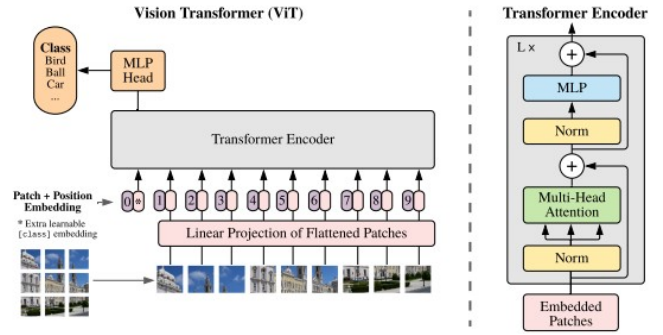 Vision Transformer (ViT)
Class
Bird
Ball
Car
...
MLP
Head
Transformer Encoder
Patch + Position
Embedding
0 * 1 2 3 4 5 6 7 8 9
* Extra learnable
[class] embedding
Linear Projection of Flattened Patches
Transformer Encoder
L x
+
MLP
Norm
+
Multi-Head
Attention
Norm
Embedded
Patches